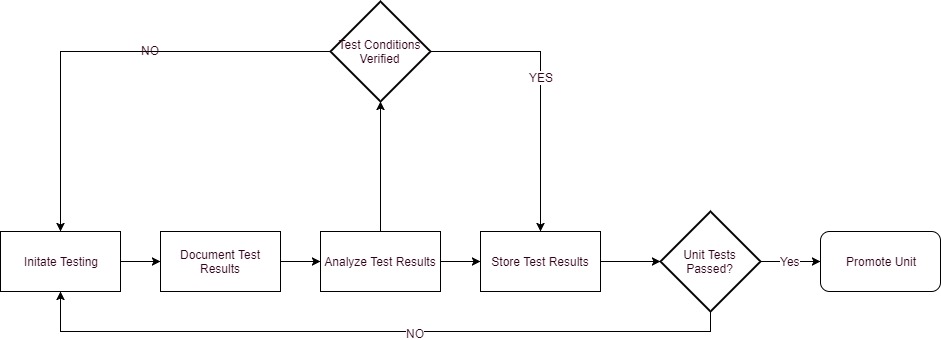 Test Conditions
Verified
NO
YES
Initate Testing
Document Test
Results
Analyze Test Results
Store Test Results
Unit Tests
Passed?
Yes
Promote Unit
NO